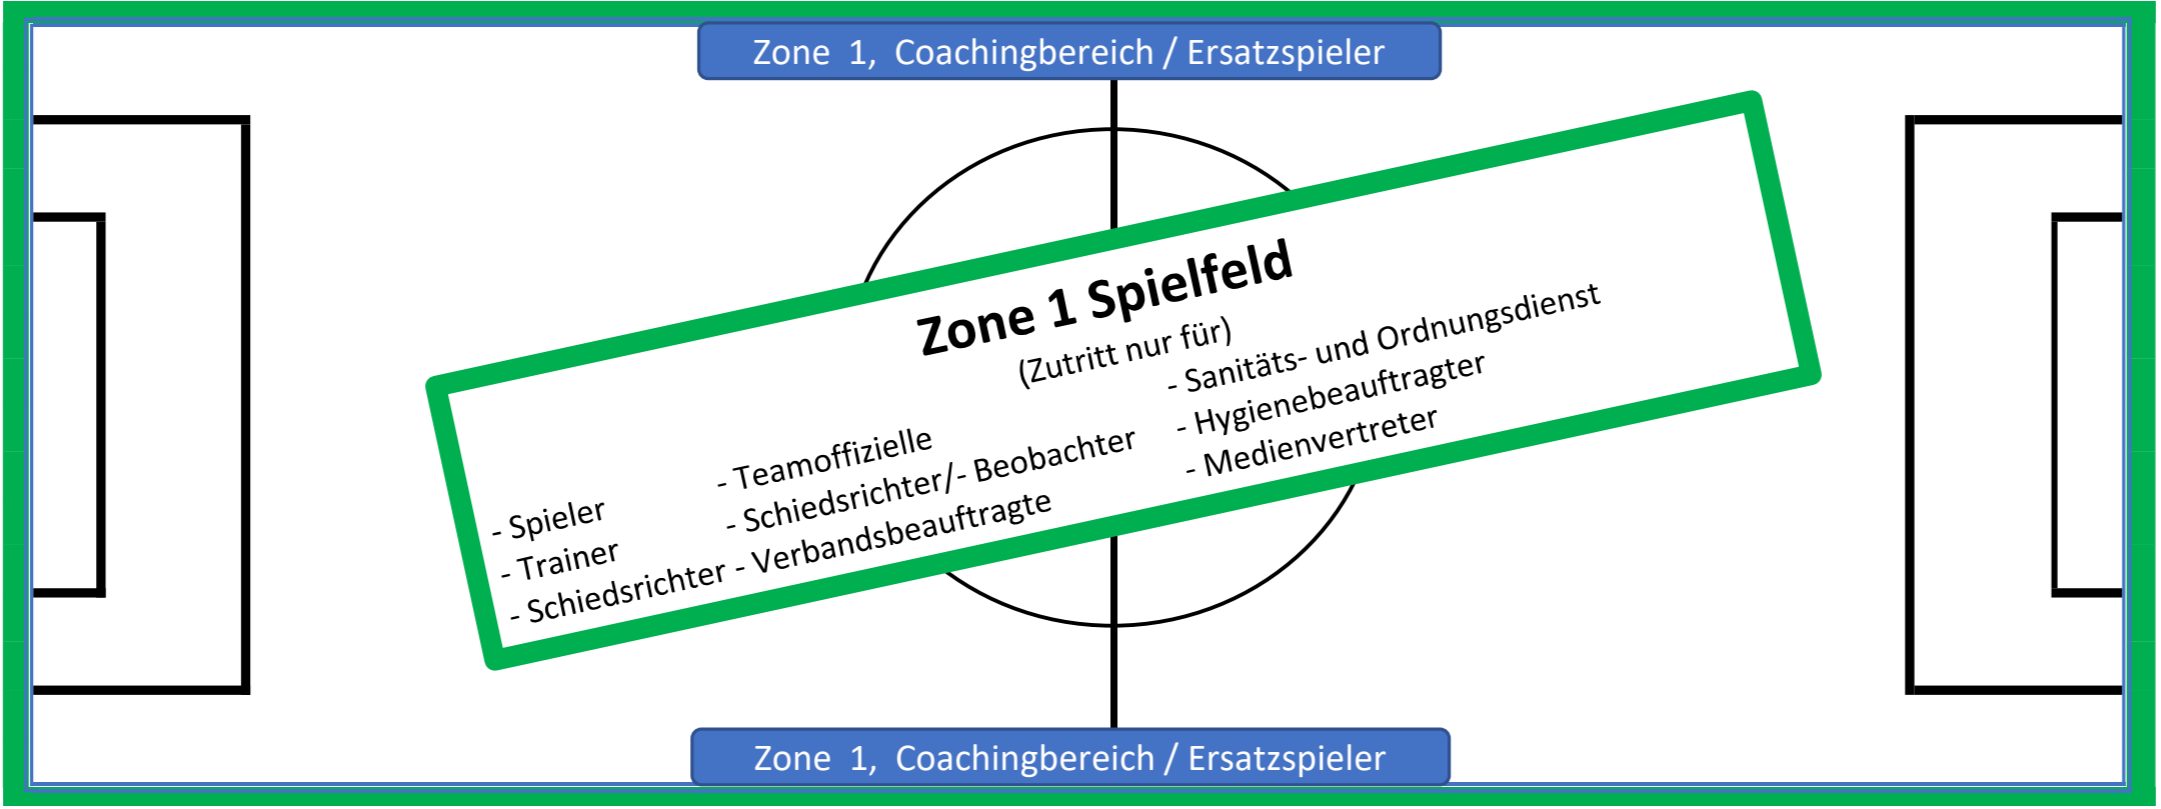 Zone 1, Coachingbereich / Ersatzspieler
Zone 1 Spielfeld
(Zutritt nur für)
- Spieler
- Trainer
- Schiedsrichter
- Teamoffizielle
- Schiedsrichter/- Beobachter
- Verbandsbeauftragte
- Sanitäts- und Ordnungsdienst
- Hygienebeauftragter
- Medienvertreter
Zone 1, Coachingbereich / Ersatzspieler